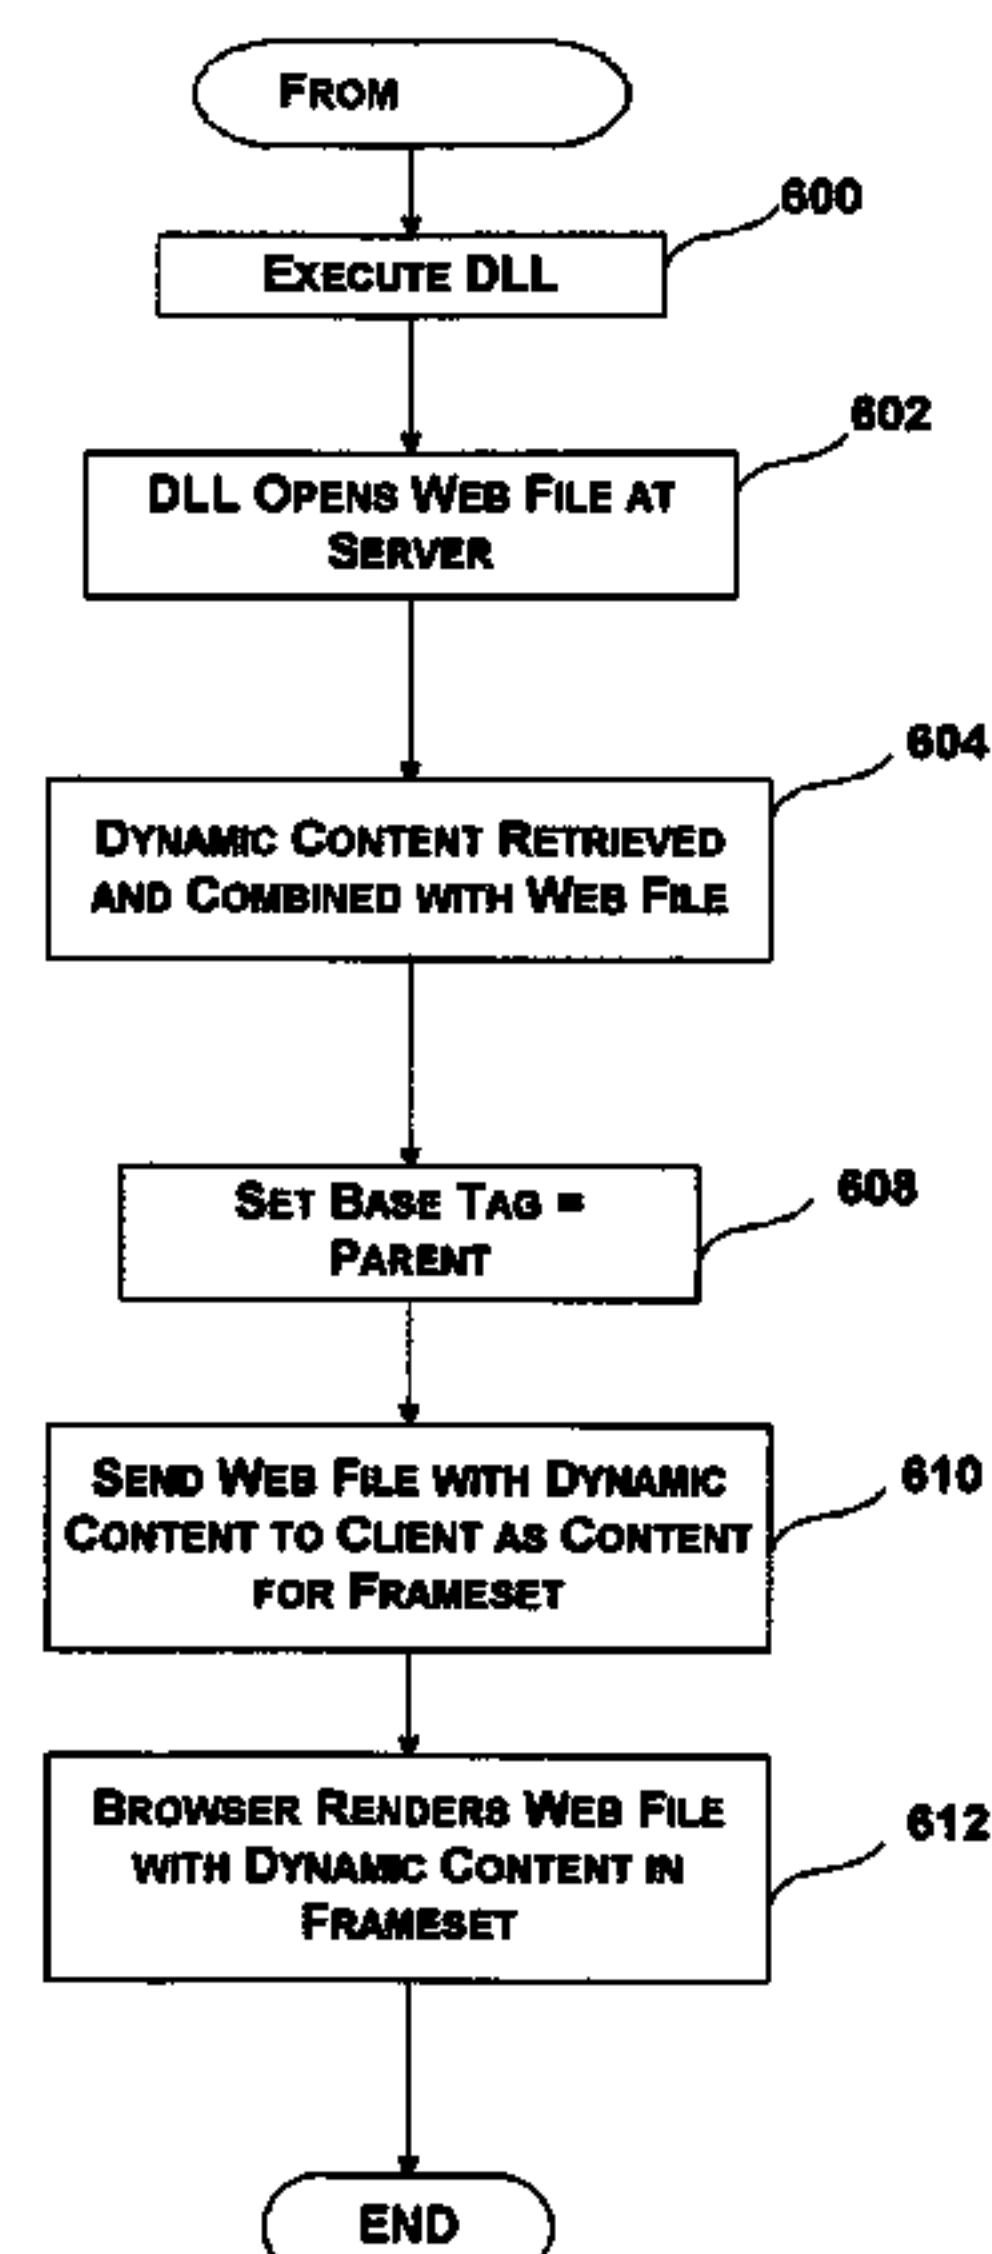 FROM
600
EXECUTE DLL
602
DLL OPENS WEB FILE AT
SERVER
604
DYNAMIC CONTENT RETRIEVED
AND COMBINED WITH WEB FILE
608
SET BASE TAG =
PARENT
610
SEND WEB FILE WITH DYNAMIC
CONTENT TO CLIENT AS CONTENT
FOR FRAMESET
612
BROWSER RENDERS WEB FILE
WITH DYNAMIC CONTENT IN
FRAMESET
END